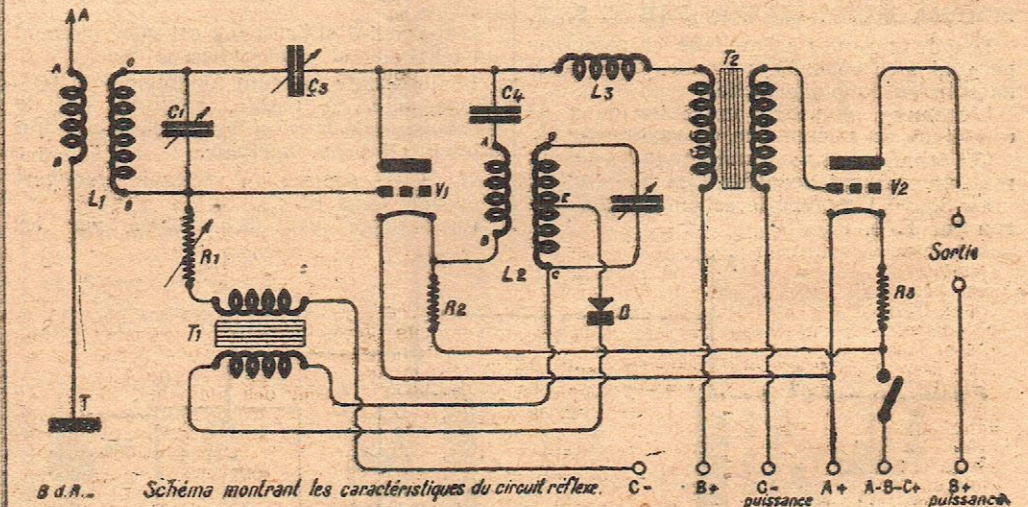 A
C3
T2
A
C
C1
C4
L3
A
D
B
L1
D
V1
E
V2
B
C
L2
R1
R2
D
Sortie
R3
T1
T
B d. R.
Schéma montrant les caractéristiques du circuit réflexe.
C- B+ C- A+ A-B-C+ B+
puissance puissance